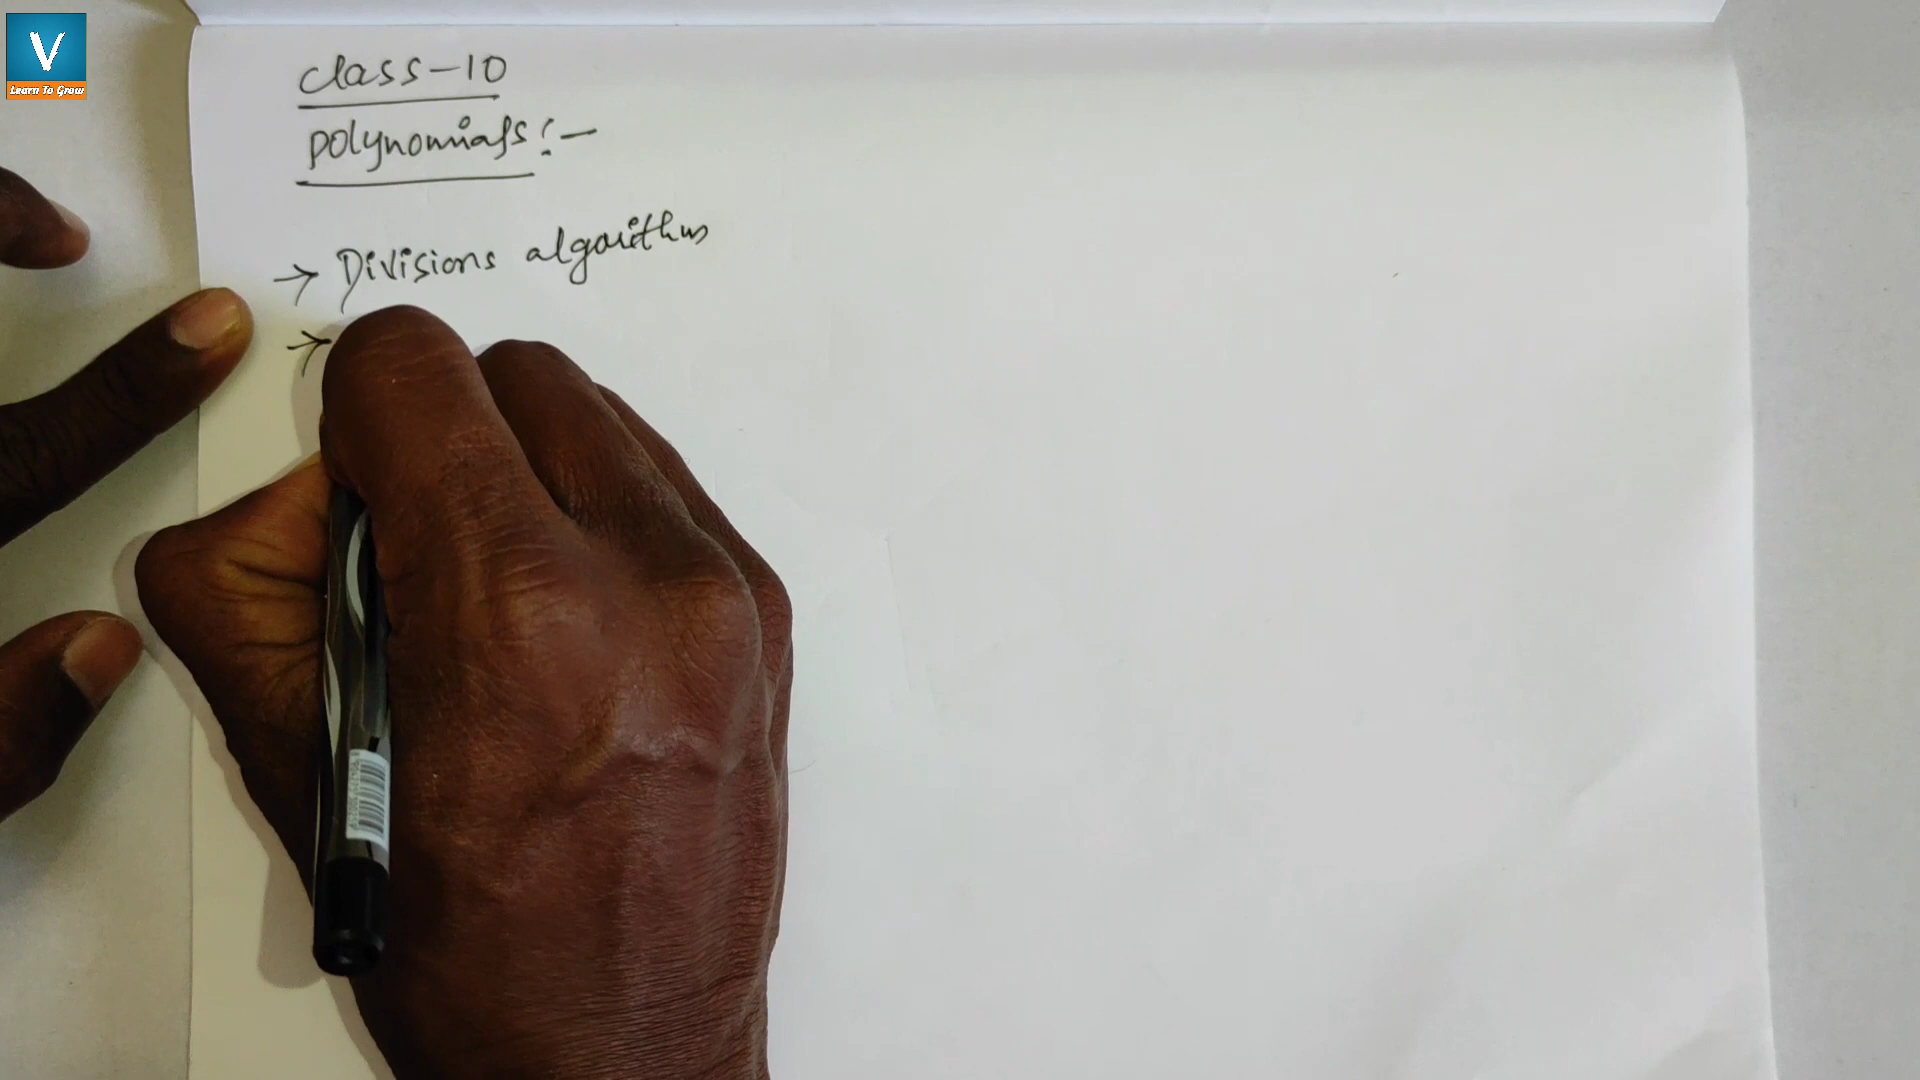 V
Learn To Grow
Class-10
Polynomials:-
→ Divisions algorithm
→